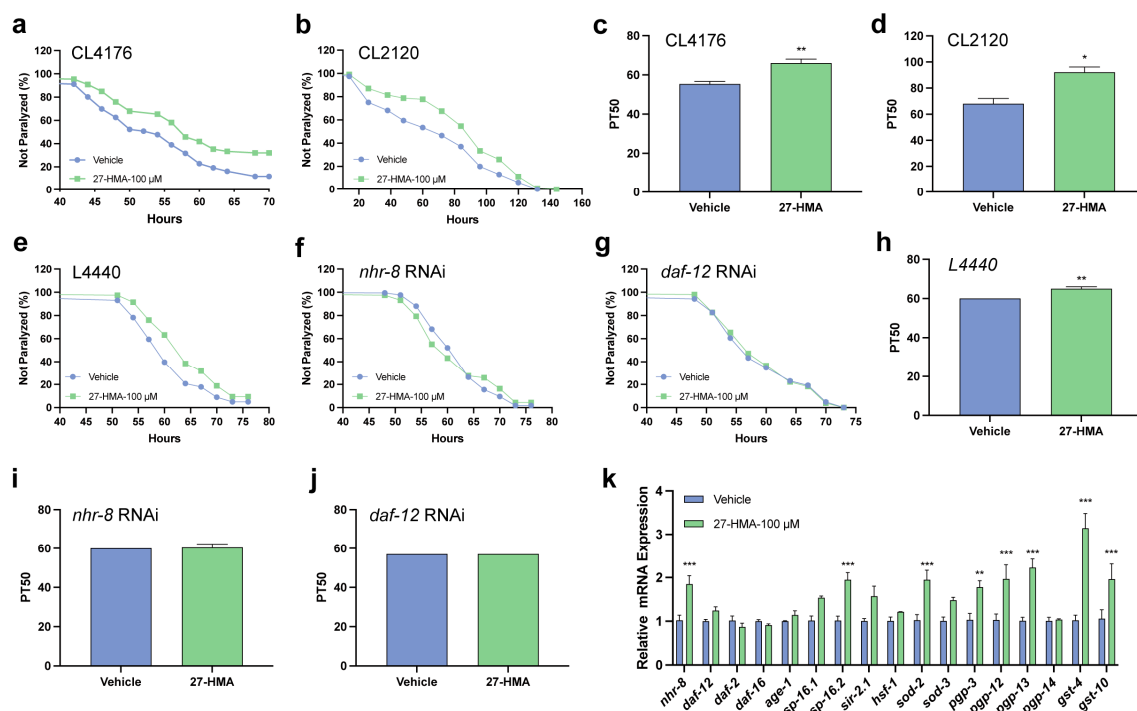 a
CL4176
Not Paralyzed (%)
120
100
80
60
40
20
0
Vehicle
27-HMA-100 µM
40 45 50 55 60 65 70
Hours
b
CL2120
Not Paralyzed (%)
120
100
80
60
40
20
0
Vehicle
27-HMA-100 µM
0 20 40 60 80 100 120 140 160
Hours
c
CL4176
PT50
80
60
40
20
0
**
Vehicle 27-HMA
d
CL2120
PT50
120
100
80
60
40
20
0
*
Vehicle 27-HMA
e
L4440
Not Paralyzed (%)
120
100
80
60
40
20
0
Vehicle
27-HMA-100 µM
40 50 60 70 80
Hours
f
nhr-8 RNAi
Not Paralyzed (%)
120
100
80
60
40
20
0
Vehicle
27-HMA-100 µM
40 45 50 55 60 65 70 75 80
Hours
g
daf-12 RNAi
Not Paralyzed (%)
120
100
80
60
40
20
0
Vehicle
27-HMA-100 µM
40 45 50 55 60 65 70 75
Hours
h
L4440
PT50
80
60
40
20
0
**
Vehicle 27-HMA
i
nhr-8 RNAi
PT50
80
60
40
20
0
Vehicle 27-HMA
j
daf-12 RNAi
PT50
80
60
40
20
0
Vehicle 27-HMA
k
Relative mRNA Expression
4
3
2
1
0
Vehicle
27-HMA-100 µM
*** *** *** ** *** *** *** ***
nhr-8 daf-12 daf-2 daf-16 age-1 sp-16.1 sp-16.2 sir-2.1 hsf-1 sod-2 sod-3 pgp-3 pgp-12 pgp-13 pgp-14 gst-4 gst-10